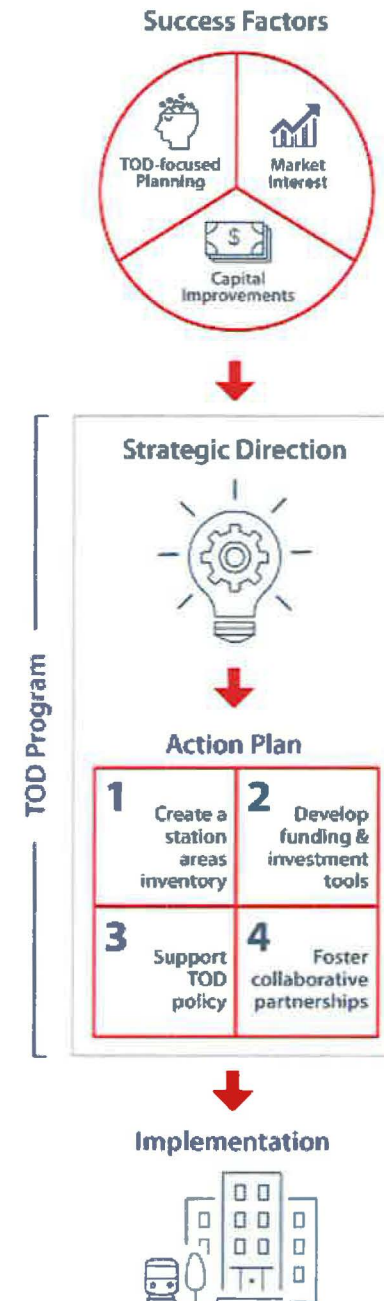 Success Factors
TOD-focused
Planning
Market
Interest
$
Capital
Improvements
Strategic Direction
TOD Program
Action Plan
1
Create a
station
areas
inventory
2
Develop
funding &
investment
tools
3
Support
TOD
policy
4
Foster
collaborative
partnerships
Implementation